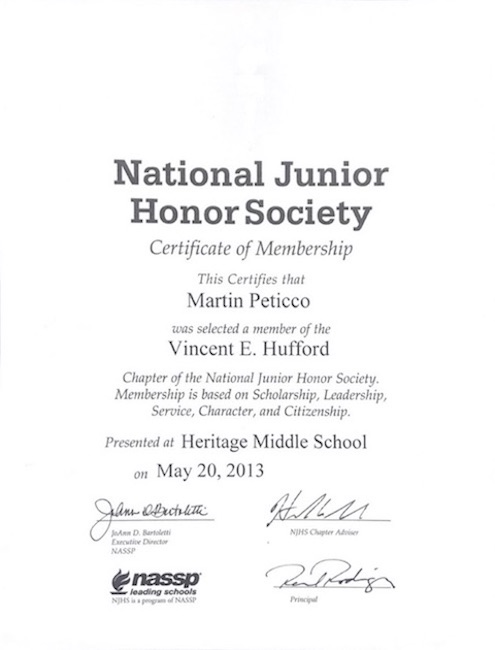 National Junior
Honor Society
Certificate of Membership
This Certifies that
Martin Peticco
was selected a member of the
Vincent E. Hufford
Chapter of the National Junior Honor Society.
Membership is based on Scholarship, Leadership,
Service, Character, and Citizenship.
Presented at Heritage Middle School
on May 20, 2013
JoAnn D. Bartoletti
JoAnn D. Bartoletti
Executive Director
NASSP
NJHS Chapter Adviser
nassp
leading schools
NJHS is a program of NASSP
Principal